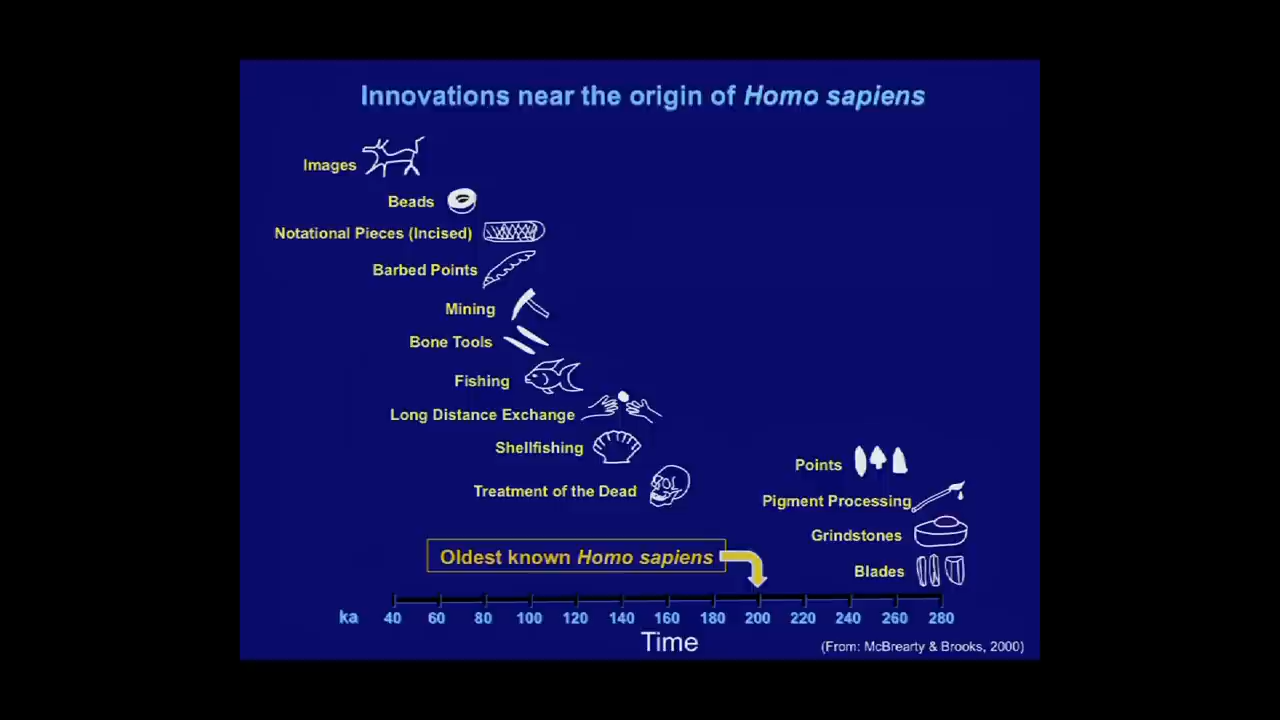 Innovations near the origin of Homo sapiens
Images
Beads
Notational Pieces (Incised)
Barbed Points
Mining
Bone Tools
Fishing
Long Distance Exchange
Shellfishing
Treatment of the Dead
Points
Pigment Processing
Grindstones
Blades
Oldest known Homo sapiens
ka 40 60 80 100 120 140 160 180 200 220 240 260 280
Time
(From: McBrearty & Brooks, 2000)